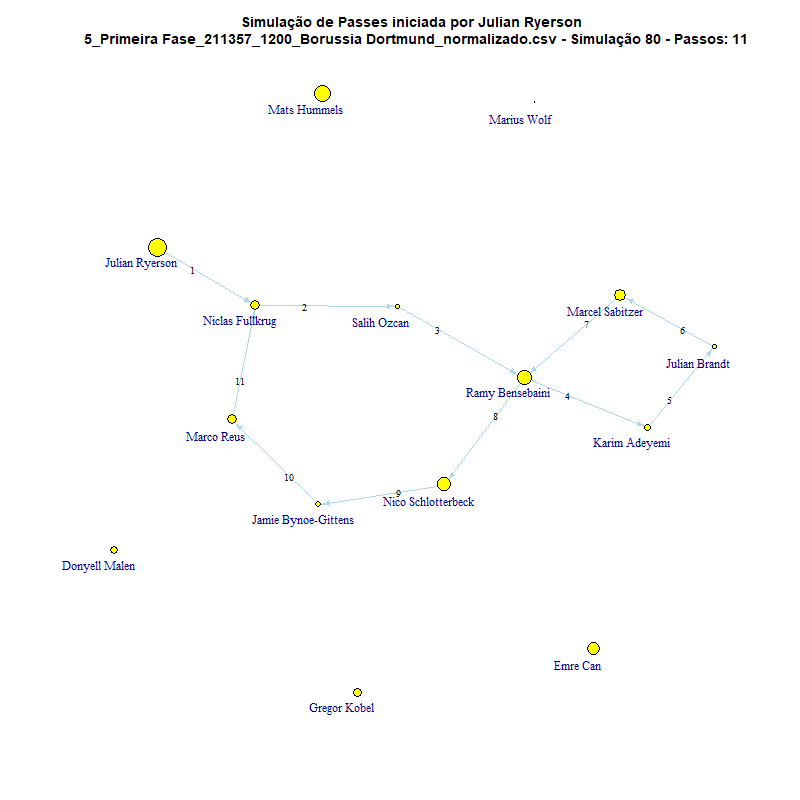 Simulação de Passes iniciada por Julian Ryerson
5_Primeira Fase_211357_1200_Borussia Dortmund_normalizado.csv - Simulação 80 - Passos: 11
Mats Hummels
Marius Wolf
Julian Ryerson
1
Niclas Fullkrug
2
Salih Ozcan
3
Marcel Sabitzer
7
6
Julian Brandt
Ramy Bensebaini
4
5
11
8
Marco Reus
Karim Adeyemi
10
9
Nico Schlotterbeck
Jamie Bynoe-Gittens
Donyell Malen
Emre Can
Gregor Kobel